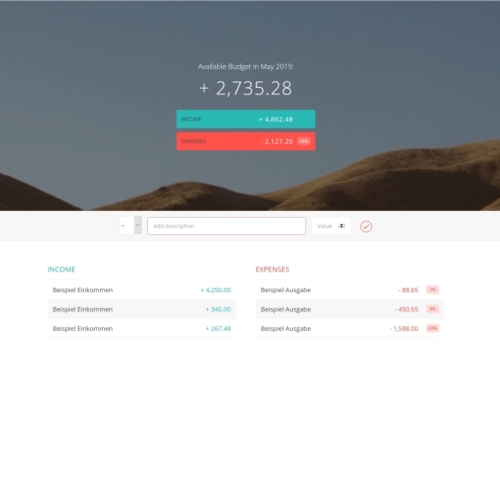 Available Budget in May 2019:
+ 2,735.28
INCOME + 4,862.48
EXPENSES - 2,127.20 44%
- Add description Value
INCOME
Beispiel Einkommen + 4,250.00
Beispiel Einkommen + 345.00
Beispiel Einkommen + 267.48
EXPENSES
Beispiel Ausgabe - 88.65 2%
Beispiel Ausgabe - 450.55 9%
Beispiel Ausgabe - 1,588.00 33%